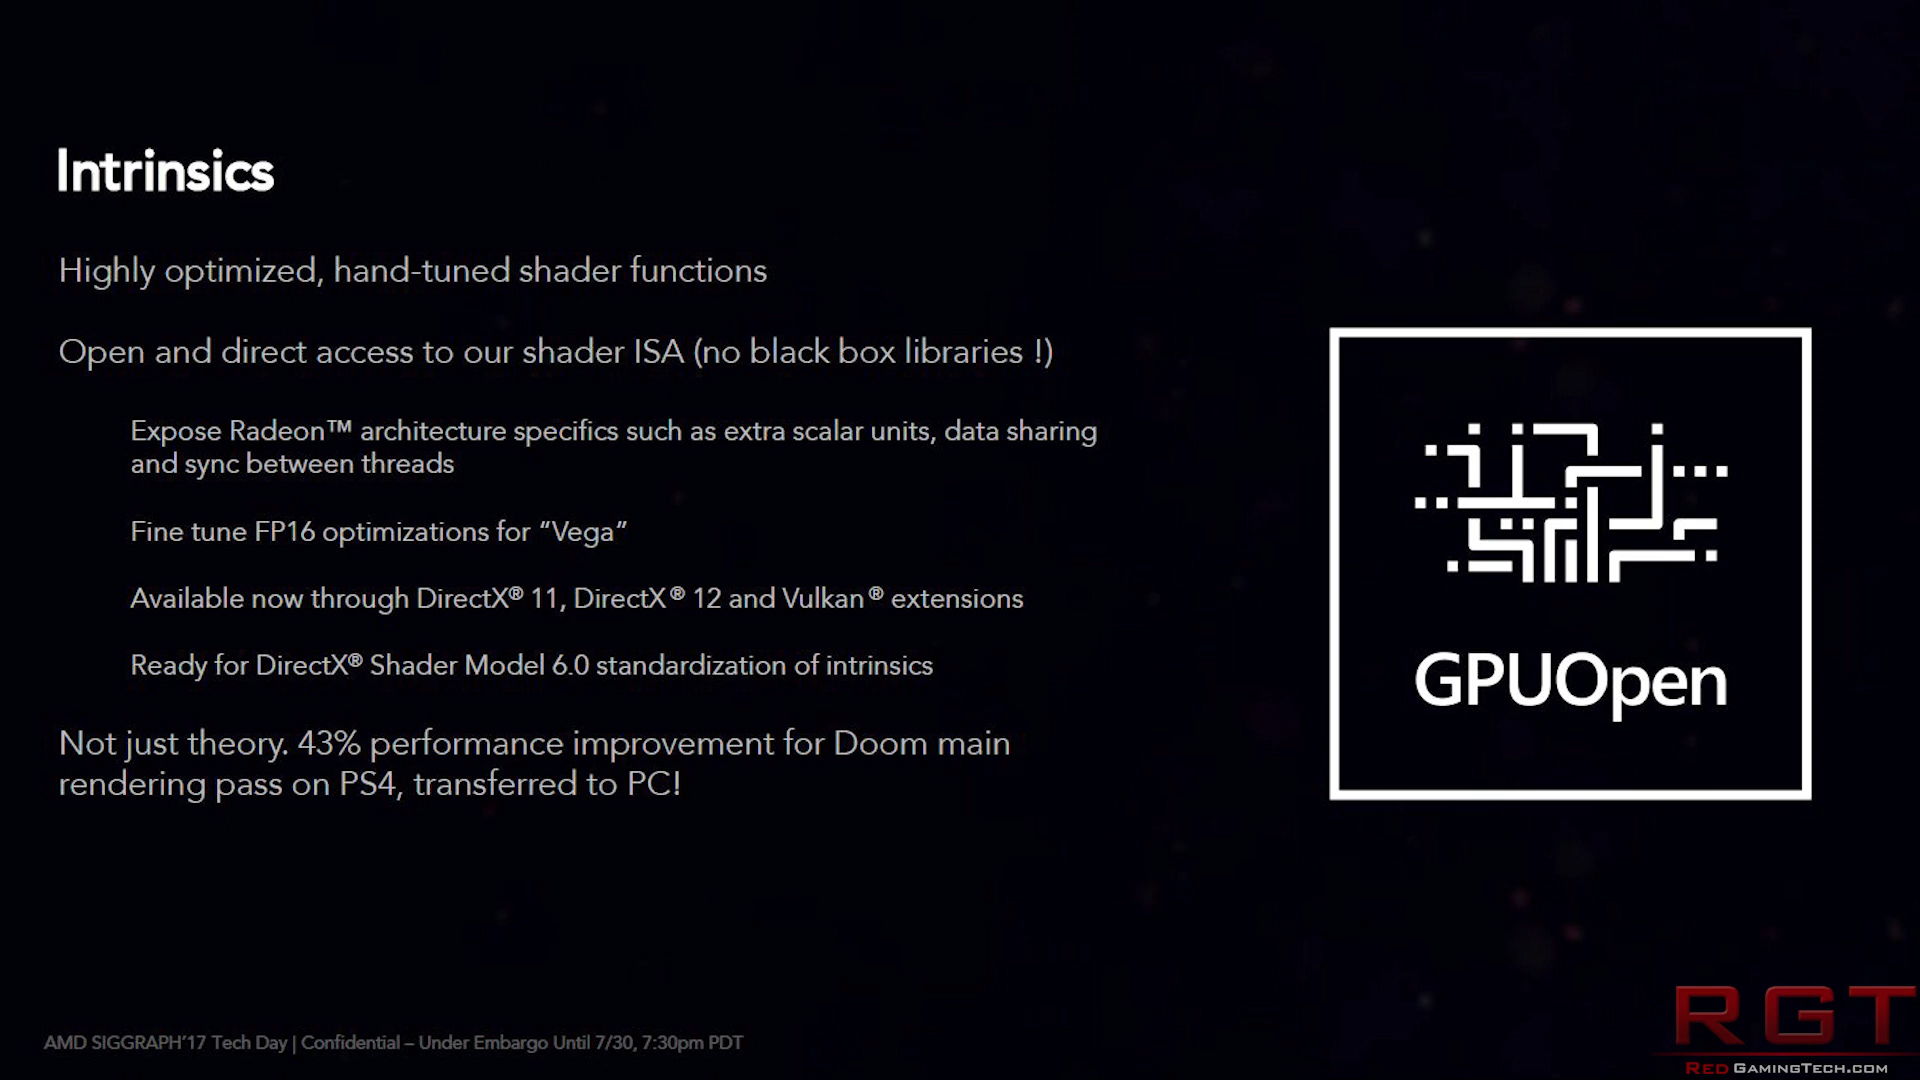 Intrinsics
Highly optimized, hand-tuned shader functions
Open and direct access to our shader ISA (no black box libraries !)
Expose Radeon™ architecture specifics such as extra scalar units, data sharing
and sync between threads
Fine tune FP16 optimizations for “Vega”
Available now through DirectX® 11, DirectX® 12 and Vulkan® extensions
Ready for DirectX® Shader Model 6.0 standardization of intrinsics
Not just theory. 43% performance improvement for Doom main
rendering pass on PS4, transferred to PC!
GPUOpen
AMD SIGGRAPH’17 Tech Day | Confidential – Under Embargo Until 7/30, 7:30pm PDT
RGT
RedGamingTech.com